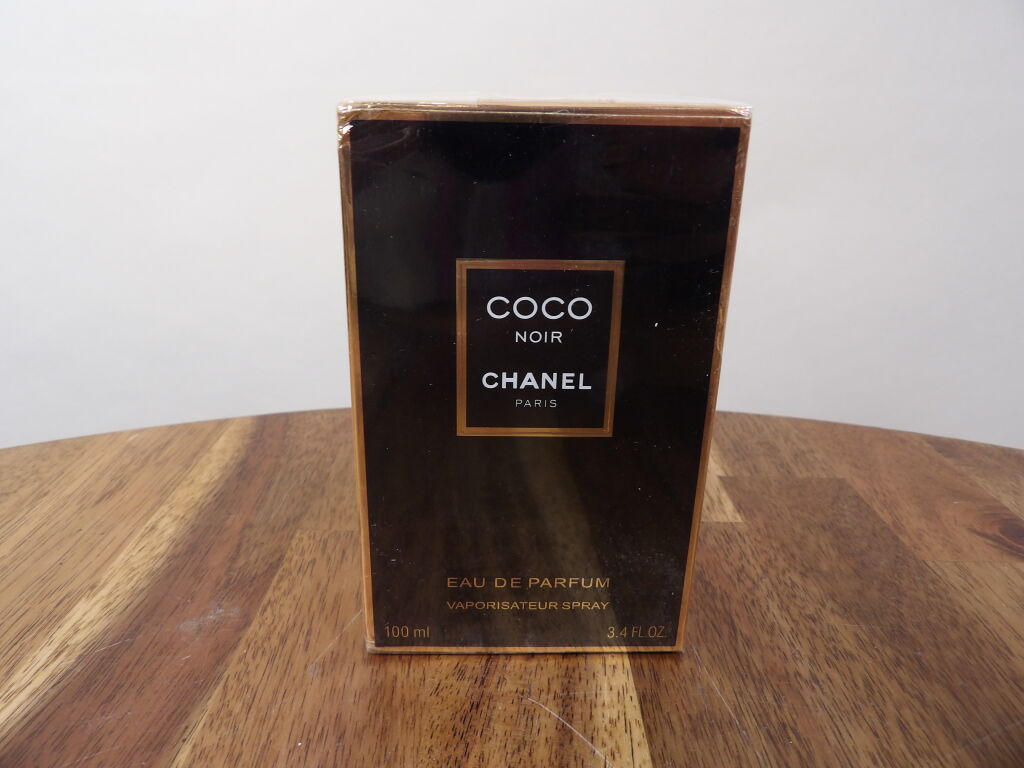 COCO
NOIR
CHANEL
PARIS
EAU DE PARFUM
VAPORISATEUR SPRAY
100 ml 3.4 FL.OZ.